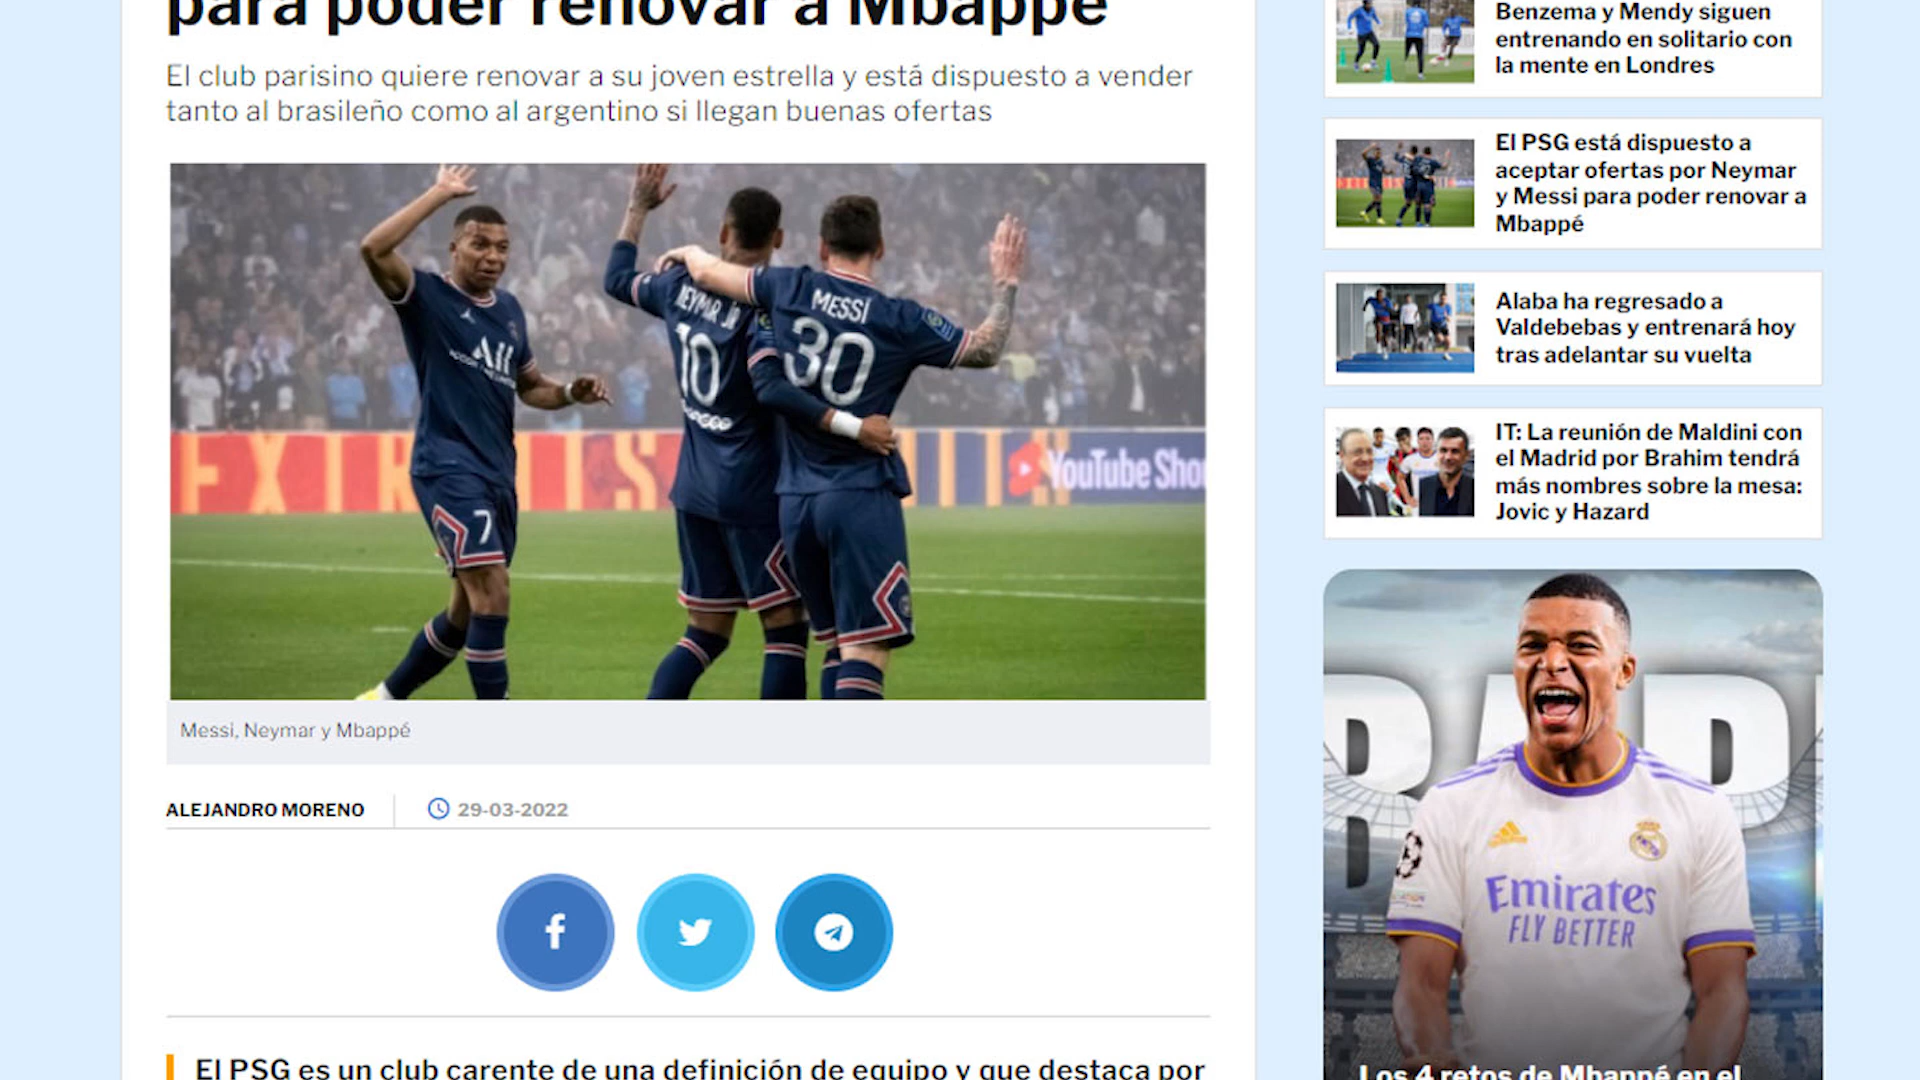 para poder renovar a Mbappé
El club parisino quiere renovar a su joven estrella y está dispuesto a vender
tanto al brasileño como al argentino si llegan buenas ofertas
NEYMAR JR
10
MESSI
30
All
7
EXTRAITS
YouTube Sho
Messi, Neymar y Mbappé
ALEJANDRO MORENO
29-03-2022
El PSG es un club carente de una definición de equipo y que destaca por
Benzema y Mendy siguen
entrenando en solitario con
la mente en Londres
El PSG está dispuesto a
aceptar ofertas por Neymar
y Messi para poder renovar a
Mbappé
Alaba ha regresado a
Valdebebas y entrenará hoy
tras adelantar su vuelta
IT: La reunión de Maldini con
el Madrid por Brahim tendrá
más nombres sobre la mesa:
Jovic y Hazard
Emirates
FLY BETTER
Los 4 retos de Mbappé en el